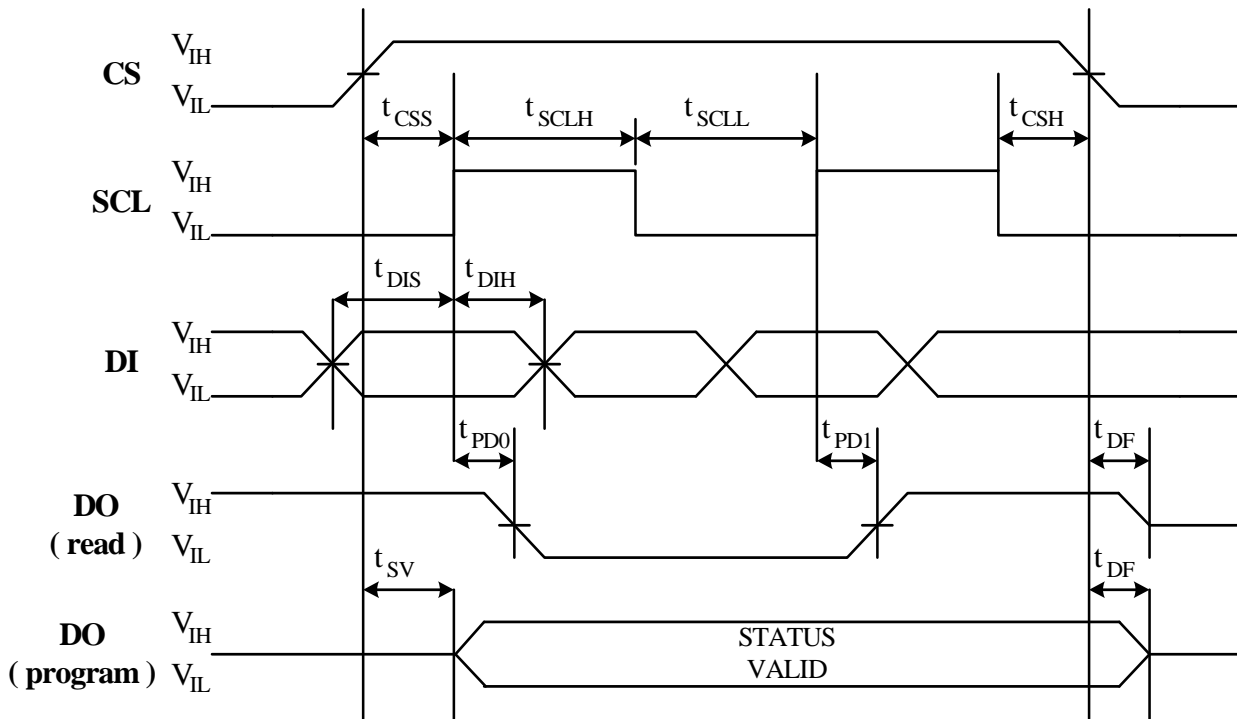 CS
V_IH
V_IL
t_CSS
t_SCLH
t_SCLL
t_CSH
SCL
V_IH
V_IL
t_DIS
t_DIH
DI
V_IH
V_IL
t_PD0
t_PD1
t_DF
DO
( read )
V_IH
V_IL
t_SV
t_DF
DO
( program )
V_IH
V_IL
STATUS
VALID